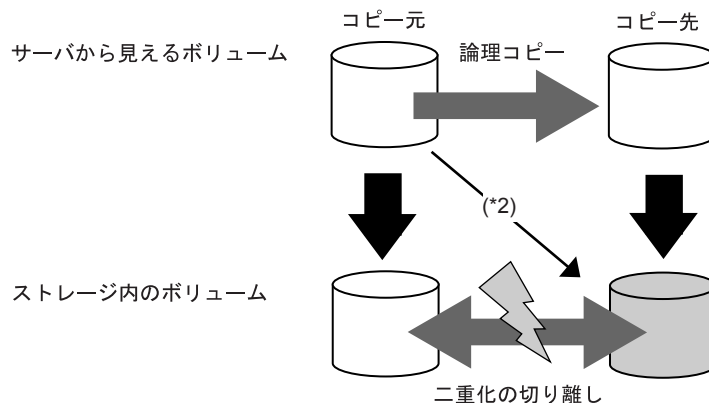 コピー元
コピー先
サーバから見えるボリューム
論理コピー
(*2)
ストレージ内のボリューム
二重化の切り離し